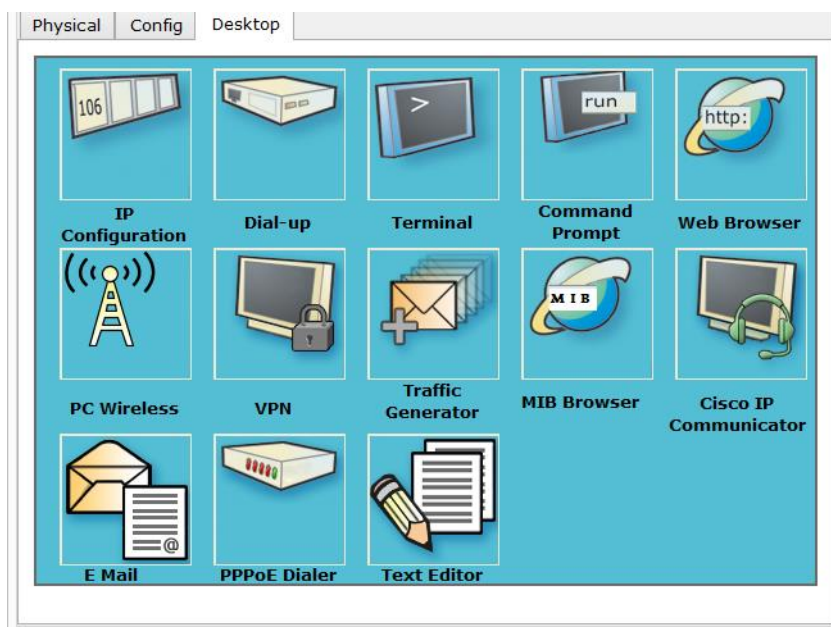 Physical Config Desktop
106
>
run
http:
IP
Configuration
Dial-up
Terminal
Command
Prompt
Web Browser
MIB
PC Wireless
VPN
Traffic
Generator
MIB Browser
Cisco IP
Communicator
@
E Mail
PPPoE Dialer
Text Editor